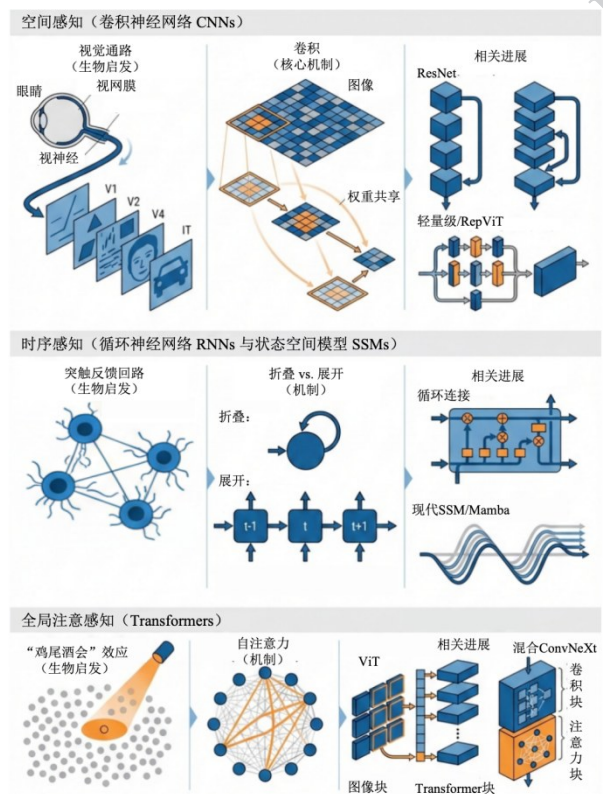 空间感知（卷积神经网络 CNNs）
视觉通路
（生物启发）
眼睛
视网膜
视神经
V1
V2
V4
IT
卷积
（核心机制）
图像
权重共享
相关进展
ResNet
轻量级/RepViT
时序感知（循环神经网络 RNNs 与状态空间模型 SSMs）
突触反馈回路
（生物启发）
折叠 vs. 展开
（机制）
折叠：
展开：
t-1
t
t+1
相关进展
循环连接
现代SSM/Mamba
全局注意感知（Transformers）
“鸡尾酒会”效应
（生物启发）
自注意力
（机制）
相关进展
ViT
图像块
Transformer块
混合ConvNeXt
卷积块
注意力块